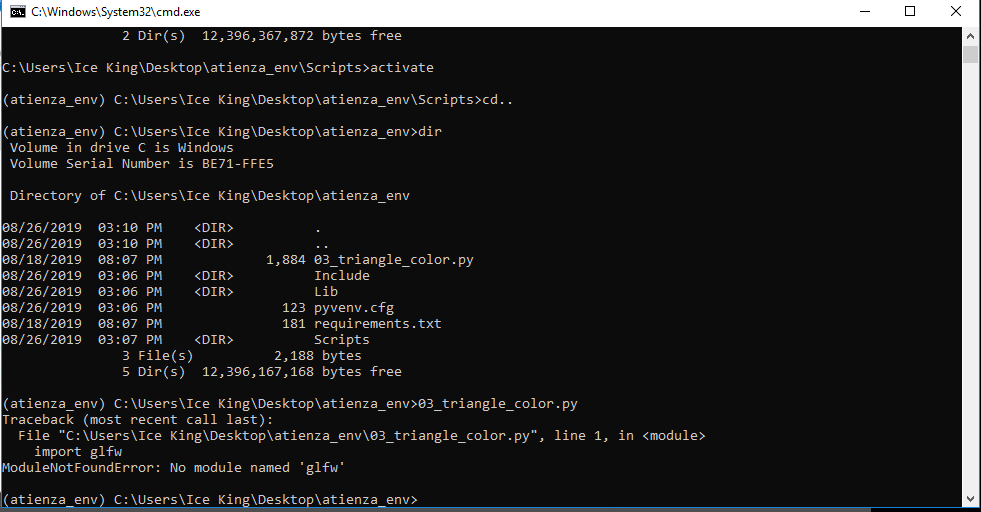 C:\Windows\System32\cmd.exe
2 Dir(s)  12,396,367,872 bytes free
C:\Users\Ice King\Desktop\atienza_env\Scripts>activate
(atienza_env) C:\Users\Ice King\Desktop\atienza_env\Scripts>cd..
(atienza_env) C:\Users\Ice King\Desktop\atienza_env>dir
 Volume in drive C is Windows
 Volume Serial Number is BE71-FFE5
 Directory of C:\Users\Ice King\Desktop\atienza_env
08/26/2019  03:10 PM    <DIR>          .
08/26/2019  03:10 PM    <DIR>          ..
08/18/2019  08:07 PM             1,884 03_triangle_color.py
08/26/2019  03:06 PM    <DIR>          Include
08/26/2019  03:06 PM    <DIR>          Lib
08/26/2019  03:06 PM               123 pyvenv.cfg
08/18/2019  08:07 PM               181 requirements.txt
08/26/2019  03:07 PM    <DIR>          Scripts
               3 File(s)          2,188 bytes
               5 Dir(s)  12,396,167,168 bytes free
(atienza_env) C:\Users\Ice King\Desktop\atienza_env>03_triangle_color.py
Traceback (most recent call last):
  File "C:\Users\Ice King\Desktop\atienza_env\03_triangle_color.py", line 1, in <module>
    import glfw
ModuleNotFoundError: No module named 'glfw'
(atienza_env) C:\Users\Ice King\Desktop\atienza_env>